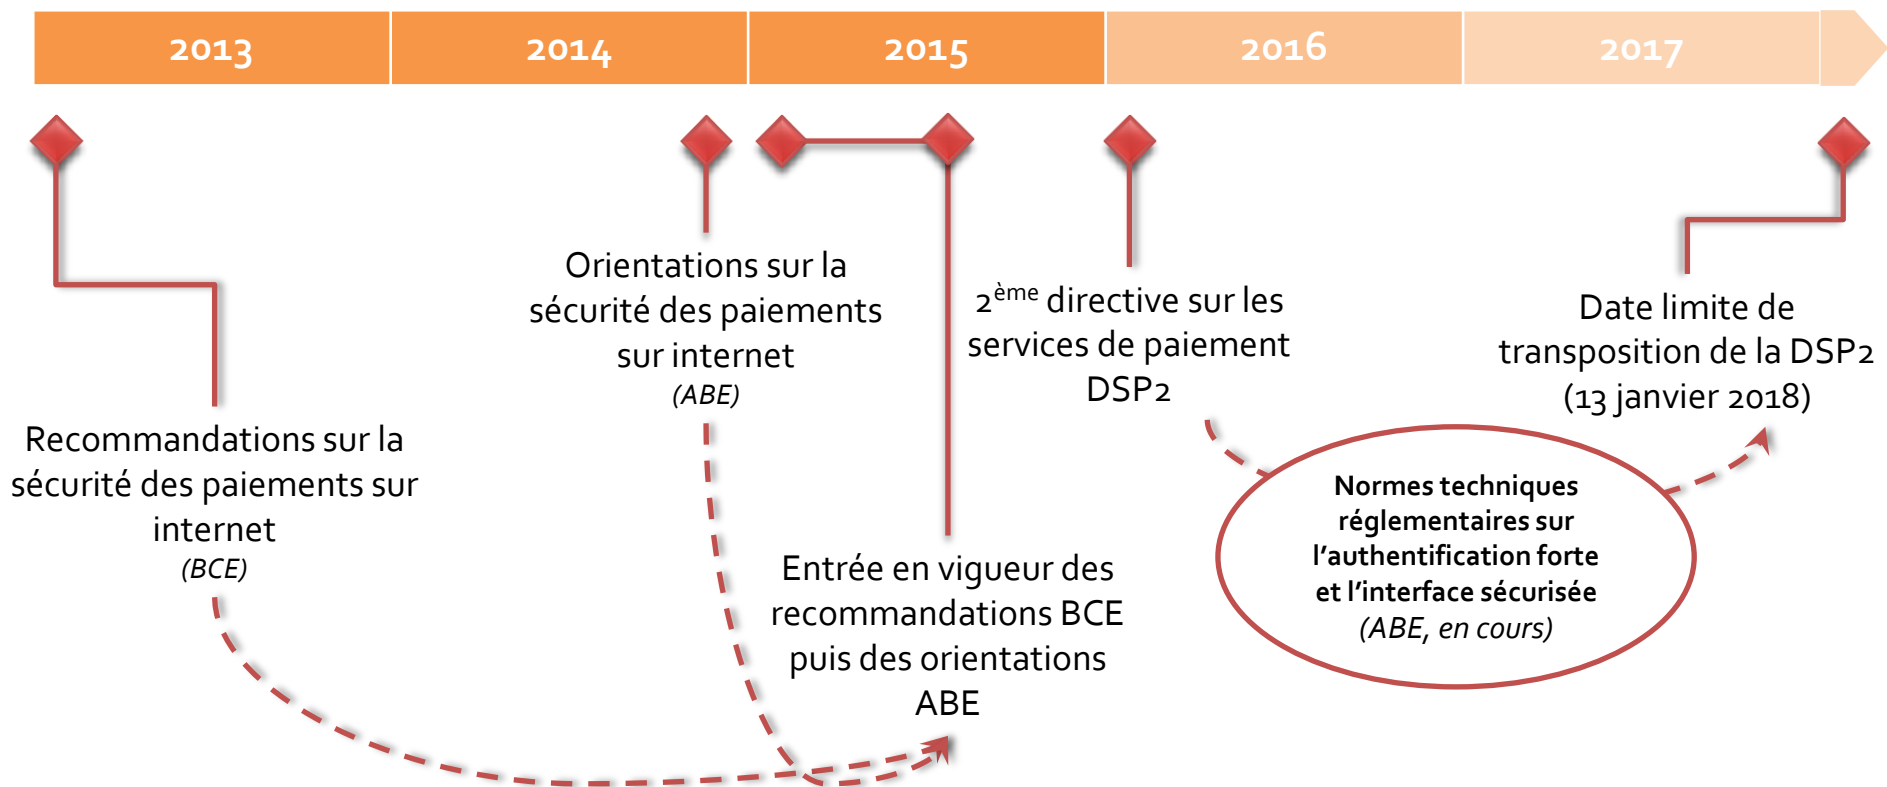 2013
2014
2015
2016
2017
Recommandations sur la
sécurité des paiements sur
internet
(BCE)
Orientations sur la
sécurité des paiements
sur internet
(ABE)
Entrée en vigueur des
recommandations BCE
puis des orientations
ABE
2ème directive sur les
services de paiement
DSP2
Normes techniques
réglementaires sur
l’authentification forte
et l’interface sécurisée
(ABE, en cours)
Date limite de
transposition de la DSP2
(13 janvier 2018)